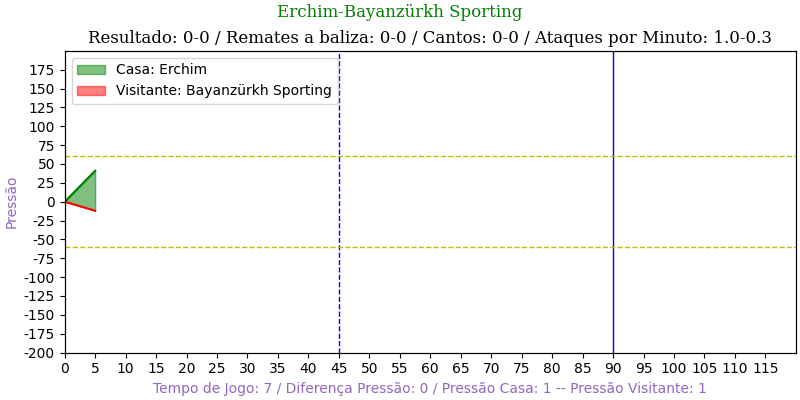 Erchim-Bayanzürkh Sporting
Resultado: 0-0 / Remates a baliza: 0-0 / Cantos: 0-0 / Ataques por Minuto: 1.0-0.3
Casa: Erchim
Visitante: Bayanzürkh Sporting
Pressão
175
150
125
100
75
50
25
0
-25
-50
-75
-100
-125
-150
-175
-200
0 5 10 15 20 25 30 35 40 45 50 55 60 65 70 75 80 85 90 95 100 105 110 115
Tempo de Jogo: 7 / Diferença Pressão: 0 / Pressão Casa: 1 -- Pressão Visitante: 1